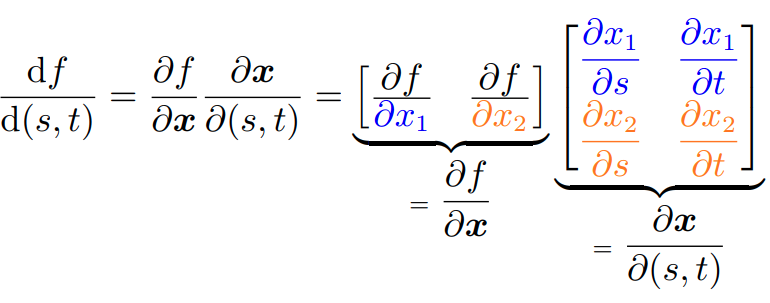 df/d(s, t) = ∂f/∂𝒙 ∂𝒙/∂(s, t) = [∂f/∂x₁ ∂f/∂x₂] [∂x₁/∂s ∂x₁/∂t
∂x₂/∂s ∂x₂/∂t]
= ∂f/∂𝒙
= ∂𝒙/∂(s, t)